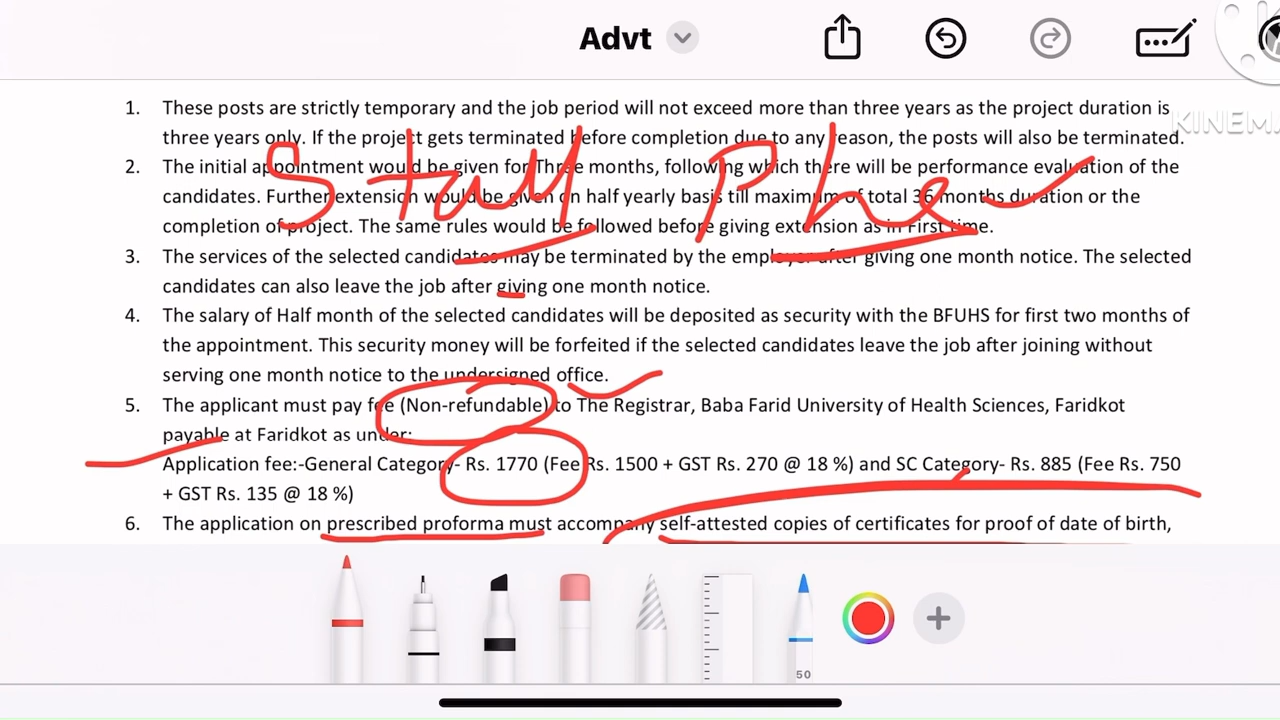 Advt
KINEMA
1. These posts are strictly temporary and the job period will not exceed more than three years as the project duration is
three years only. If the project gets terminated before completion due to any reason, the posts will also be terminated.
2. The initial appointment would be given for Three months, following which there will be performance evaluation of the
candidates. Further extension would be given on half yearly basis till maximum of total 36 months duration or the
completion of project. The same rules would be followed before giving extension as in First time.
Staff Phe
3. The services of the selected candidates may be terminated by the employer after giving one month notice. The selected
candidates can also leave the job after giving one month notice.
4. The salary of Half month of the selected candidates will be deposited as security with the BFUHS for first two months of
the appointment. This security money will be forfeited if the selected candidates leave the job after joining without
serving one month notice to the undersigned office.
5. The applicant must pay fee (Non-refundable) to The Registrar, Baba Farid University of Health Sciences, Faridkot
payable at Faridkot as under:
Application fee:-General Category- Rs. 1770 (Fee Rs. 1500 + GST Rs. 270 @ 18 %) and SC Category- Rs. 885 (Fee Rs. 750
+ GST Rs. 135 @ 18 %)
6. The application on prescribed proforma must accompany self-attested copies of certificates for proof of date of birth,
50